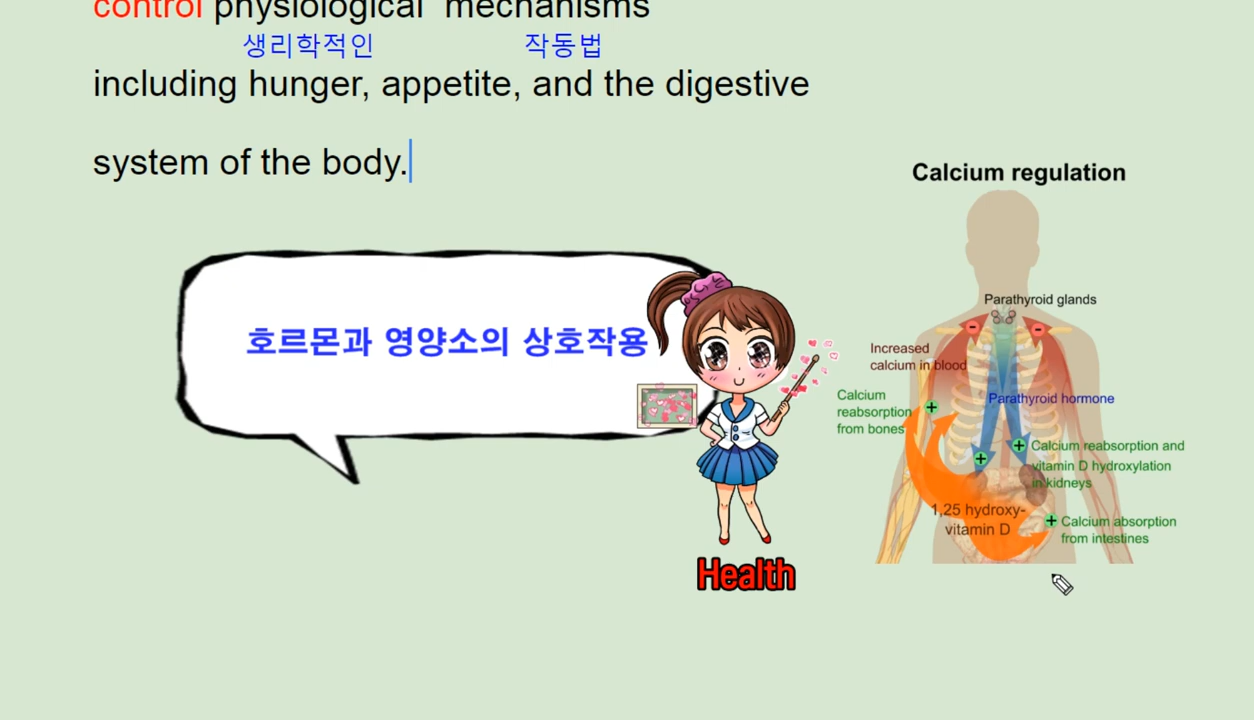 control physiological mechanisms
생리학적인 작동법
including hunger, appetite, and the digestive
system of the body.
호르몬과 영양소의 상호작용
Health
Calcium regulation
Parathyroid glands
Increased
calcium in blood
Parathyroid hormone
Calcium
reabsorption
from bones
Calcium reabsorption and
vitamin D hydroxylation
in kidneys
1,25 hydroxy-
vitamin D
Calcium absorption
from intestines